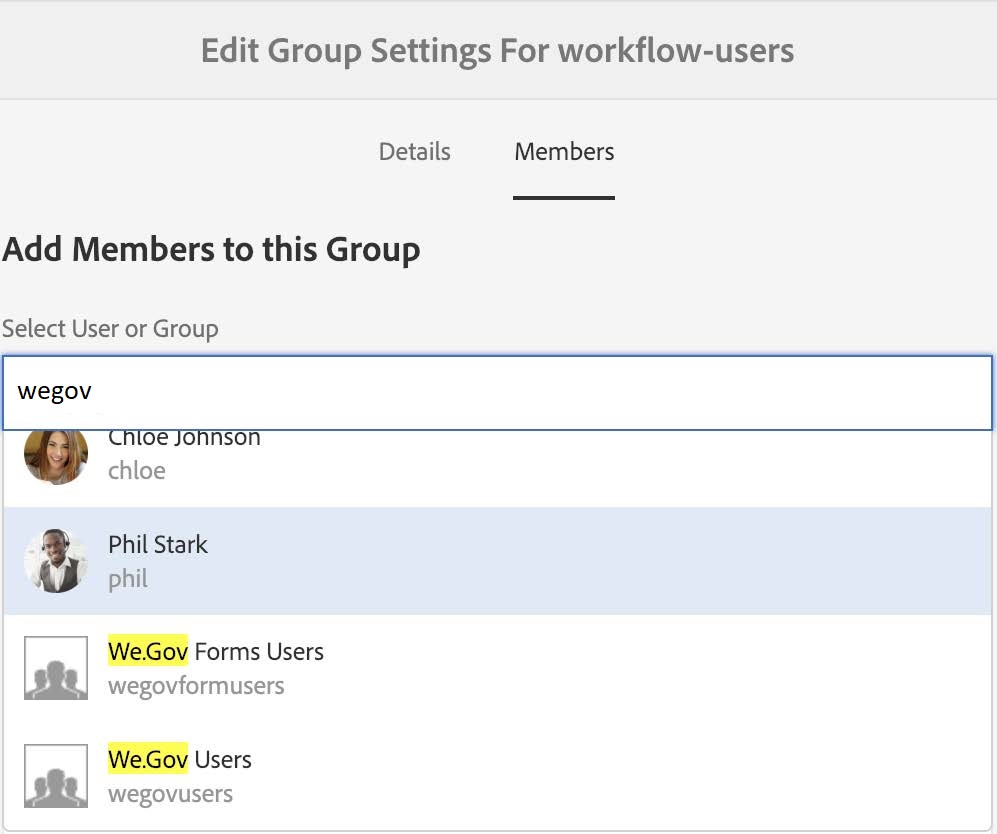 Edit Group Settings For workflow-users
Details Members
Add Members to this Group
Select User or Group
wegov
Chloe Johnson
chloe
Phil Stark
phil
We.Gov Forms Users
wegovformusers
We.Gov Users
wegovusers